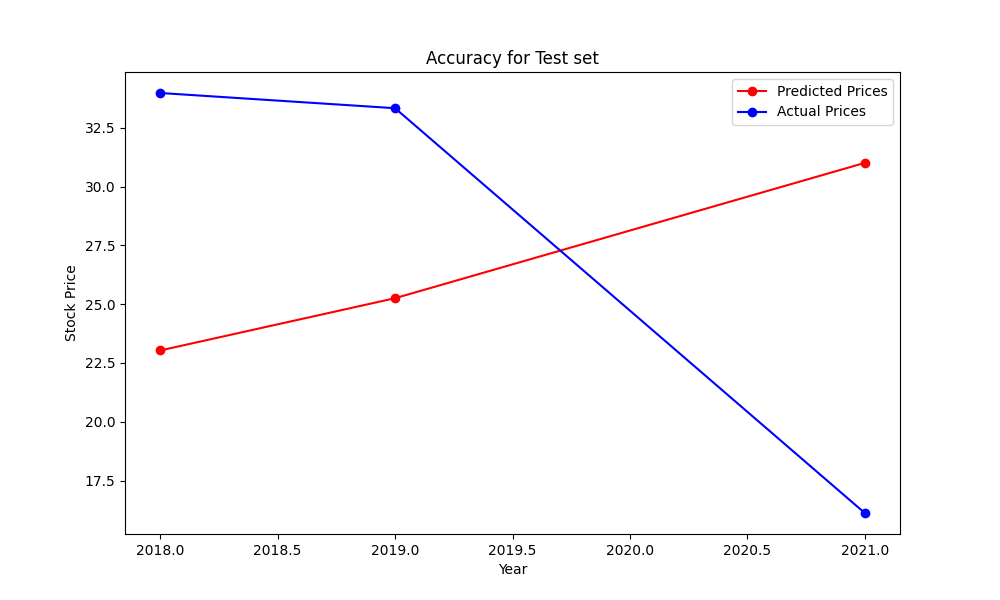 Accuracy for Test set
Predicted Prices
Actual Prices
32.5
30.0
27.5
25.0
22.5
20.0
17.5
Stock Price
2018.0 2018.5 2019.0 2019.5 2020.0 2020.5 2021.0
Year